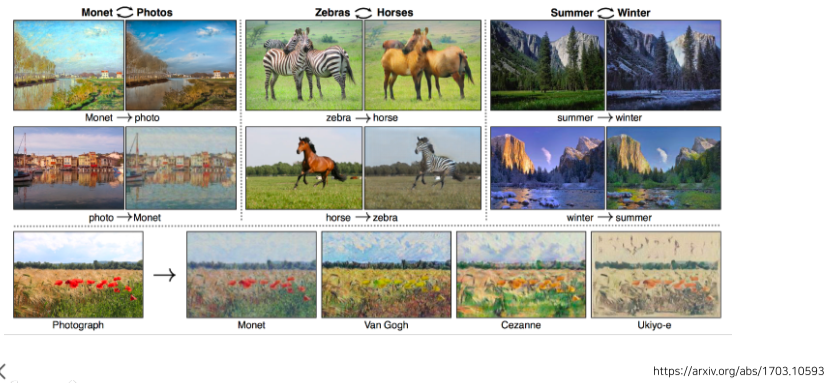 Monet ⇄ Photos
Zebras ⇄ Horses
Summer ⇄ Winter
Monet → photo
zebra → horse
summer → winter
photo → Monet
horse → zebra
winter → summer
Photograph
Monet
Van Gogh
Cezanne
Ukiyo-e
https://arxiv.org/abs/1703.10593